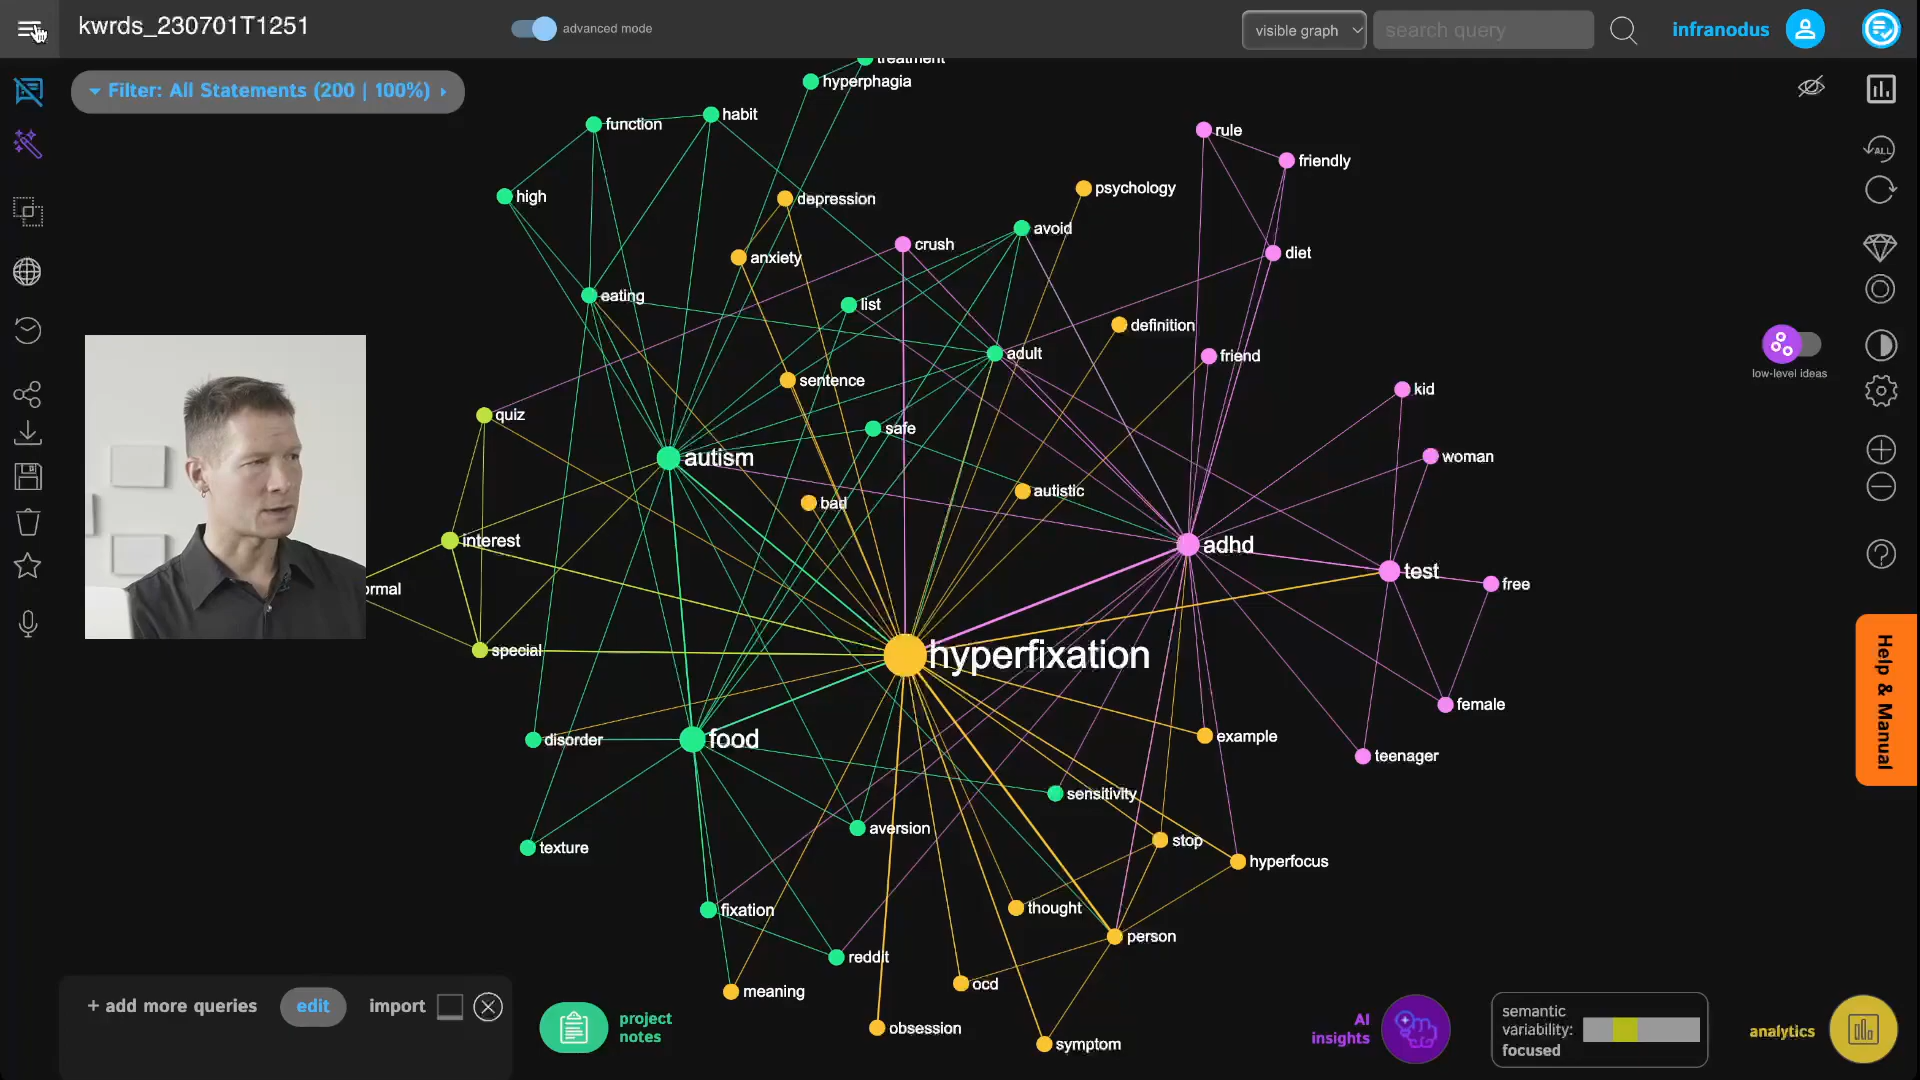 kwrds_230701T1251
advanced mode
visible graph
search query
infranodus
Filter: All Statements (200 | 100%)
treatment
hyperphagia
habit
function
rule
friendly
psychology
high
depression
avoid
crush
diet
anxiety
eating
list
definition
adult
friend
low-level ideas
sentence
kid
quiz
safe
woman
autism
autistic
bad
interest
adhd
test
free
ormal
special
hyperfixation
Help & Manual
female
disorder
food
example
teenager
sensitivity
aversion
stop
texture
hyperfocus
thought
fixation
person
reddit
ocd
meaning
+ add more queries
edit
import
project
notes
obsession
symptom
AI
insights
semantic
variability:
focused
analytics
ALL